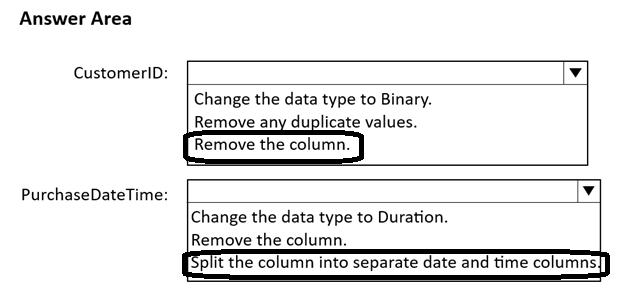 Answer Area
CustomerID:
Change the data type to Binary.
Remove any duplicate values.
Remove the column.
PurchaseDateTime:
Change the data type to Duration.
Remove the column.
Split the column into separate date and time columns.